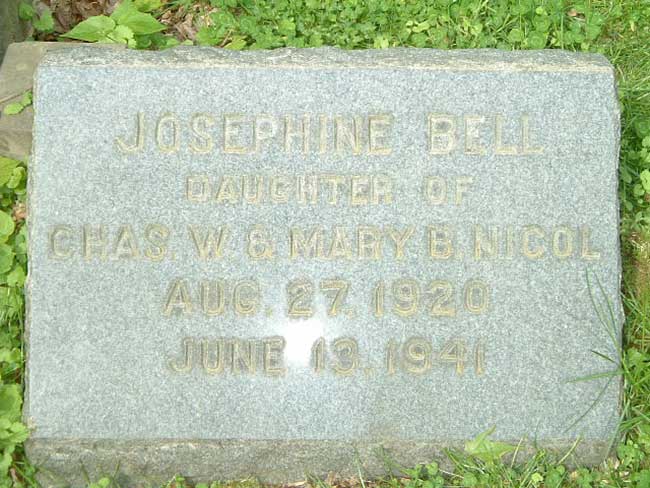 JOSEPHINE BELL
DAUGHTER OF
CHAS. W. & MARY B. NICOL
AUG. 27. 1920
JUNE 13. 1941